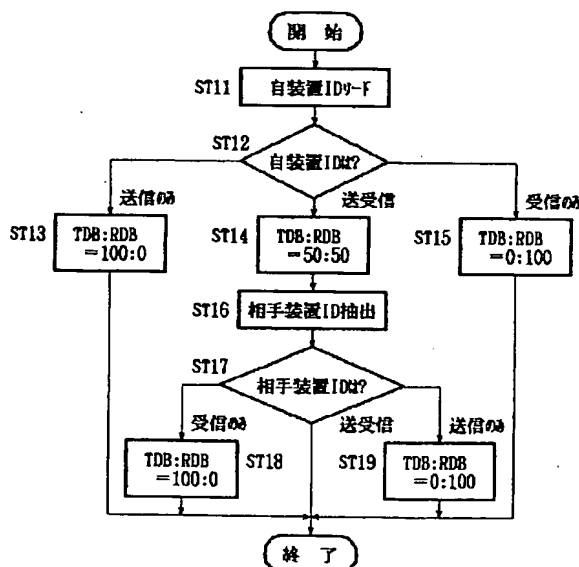 開 始
ST11
自装置IDリード
ST12
自装置IDは?
送信のみ
送受信
受信のみ
ST13
TDB:RDB
=100:0
ST14
TDB:RDB
=50:50
ST15
TDB:RDB
=0:100
ST16
相手装置ID抽出
ST17
相手装置IDは?
受信のみ
送受信
送信のみ
TDB:RDB
=100:0
ST18
ST19
TDB:RDB
=0:100
終 了